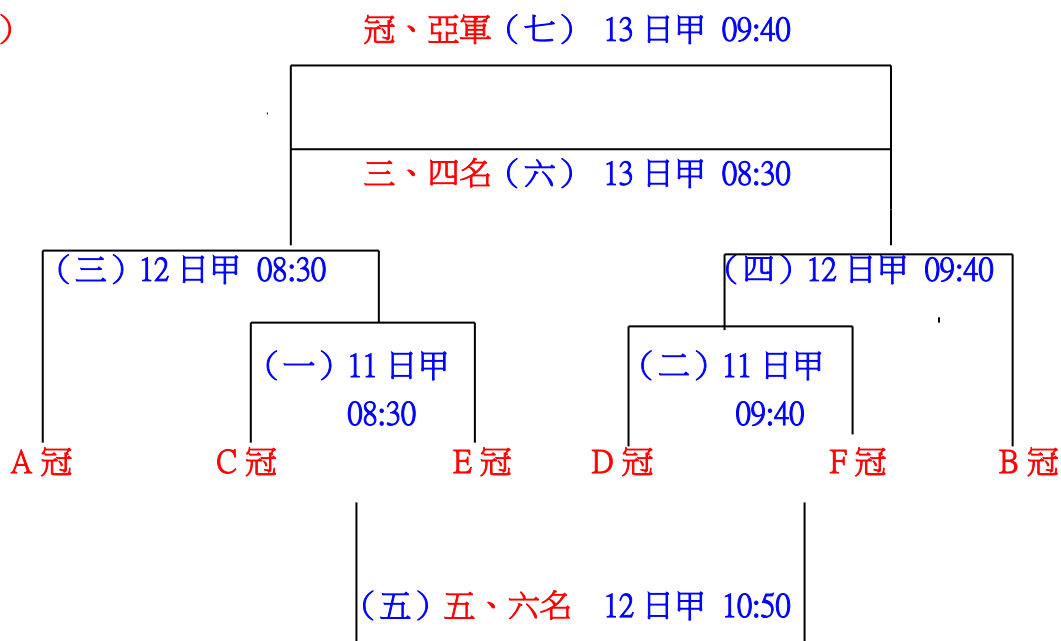 ）
冠、亞軍（七） 13 日甲 09:40
三、四名（六） 13 日甲 08:30
（三）12 日甲 08:30
（四）12 日甲 09:40
（一）11 日甲
08:30
（二）11 日甲
09:40
A 冠 C 冠 E 冠 D 冠 F 冠 B 冠
（五）五、六名 12 日甲 10:50